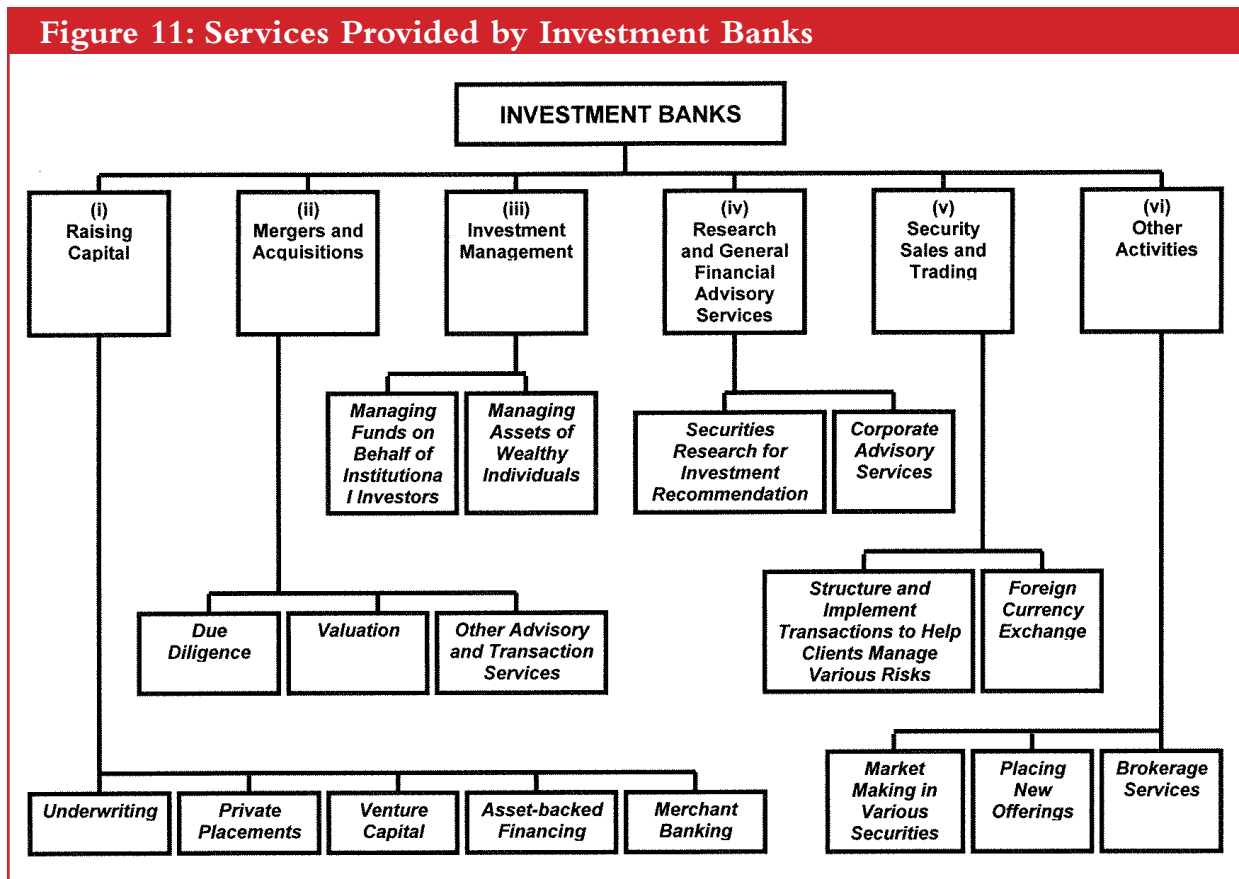 Figure 11: Services Provided by Investment Banks
INVESTMENT BANKS
(i)
Raising
Capital
(ii)
Mergers and
Acquisitions
(iii)
Investment
Management
(iv)
Research
and General
Financial
Advisory
Services
(v)
Security
Sales and
Trading
(vi)
Other
Activities
Managing
Funds on
Behalf of
Institutiona
l Investors
Managing
Assets of
Wealthy
Individuals
Securities
Research for
Investment
Recommendation
Corporate
Advisory
Services
Structure and
Implement
Transactions to Help
Clients Manage
Various Risks
Foreign
Currency
Exchange
Due
Diligence
Valuation
Other Advisory
and Transaction
Services
Market
Making in
Various
Securities
Placing
New
Offerings
Brokerage
Services
Underwriting
Private
Placements
Venture
Capital
Asset-backed
Financing
Merchant
Banking